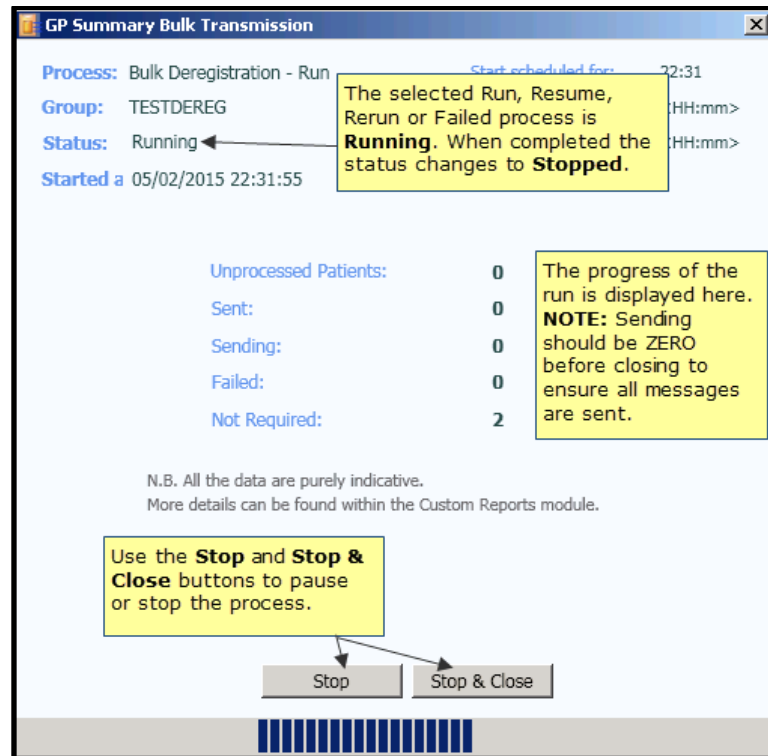 GP Summary Bulk Transmission
Process: Bulk Deregistration - Run Start scheduled for: 22:31
Group: TESTDEREG :HH:mm>
Status: Running :HH:mm>
Started a 05/02/2015 22:31:55
The selected Run, Resume,
Rerun or Failed process is
Running. When completed the
status changes to Stopped.
Unprocessed Patients: 0
Sent: 0
Sending: 0
Failed: 0
Not Required: 2
The progress of the
run is displayed here.
NOTE: Sending
should be ZERO
before closing to
ensure all messages
are sent.
N.B. All the data are purely indicative.
More details can be found within the Custom Reports module.
Use the Stop and Stop &
Close buttons to pause
or stop the process.
Stop Stop & Close